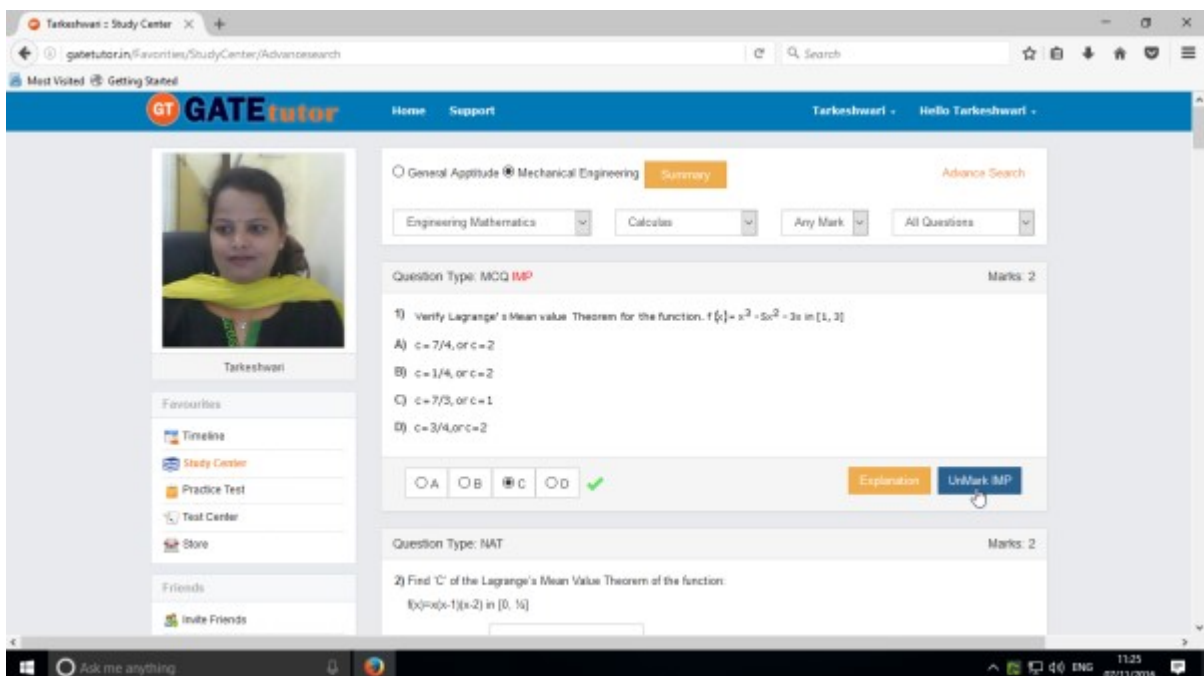 Tarkeshwari :: Study Center
gatetutor.in/Favorities/StudyCenter/Advancesearch
Search
Most Visited Getting Started
GT GATEtutor Home Support Tarkeshwari Hello Tarkeshwari
General Apptitude Mechanical Engineering Summary Advance Search
Engineering Mathematics Calculas Any Mark All Questions
Question Type: MCQ IMP Marks: 2
1) Verify Lagrange's Mean value Theorem for the function. f(x)= x³ -5x² - 3x in [1, 3]
A) c= 7/4, or c= 2
B) c= 1/4, or c= 2
C) c= 7/3, or c= 1
D) c= 3/4,or c= 2
A B C D Explanation UnMark IMP
Tarkeshwari
Favourites
Timeline
Study Center
Practice Test
Test Center
Store
Friends
Invite Friends
Question Type: NAT Marks: 2
2) Find 'C' of the Lagrange's Mean Value Theorem of the function:
f(x)=x(x-1)(x-2) in [0, ½]
Ask me anything
ENG 11:25
07/11/2016